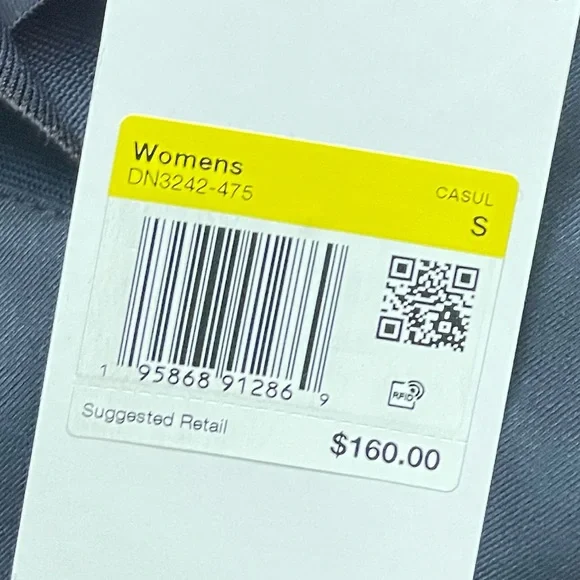 Womens
DN3242-475
CASUL
S
1 95868 91286 9
RFID
Suggested Retail
$160.00